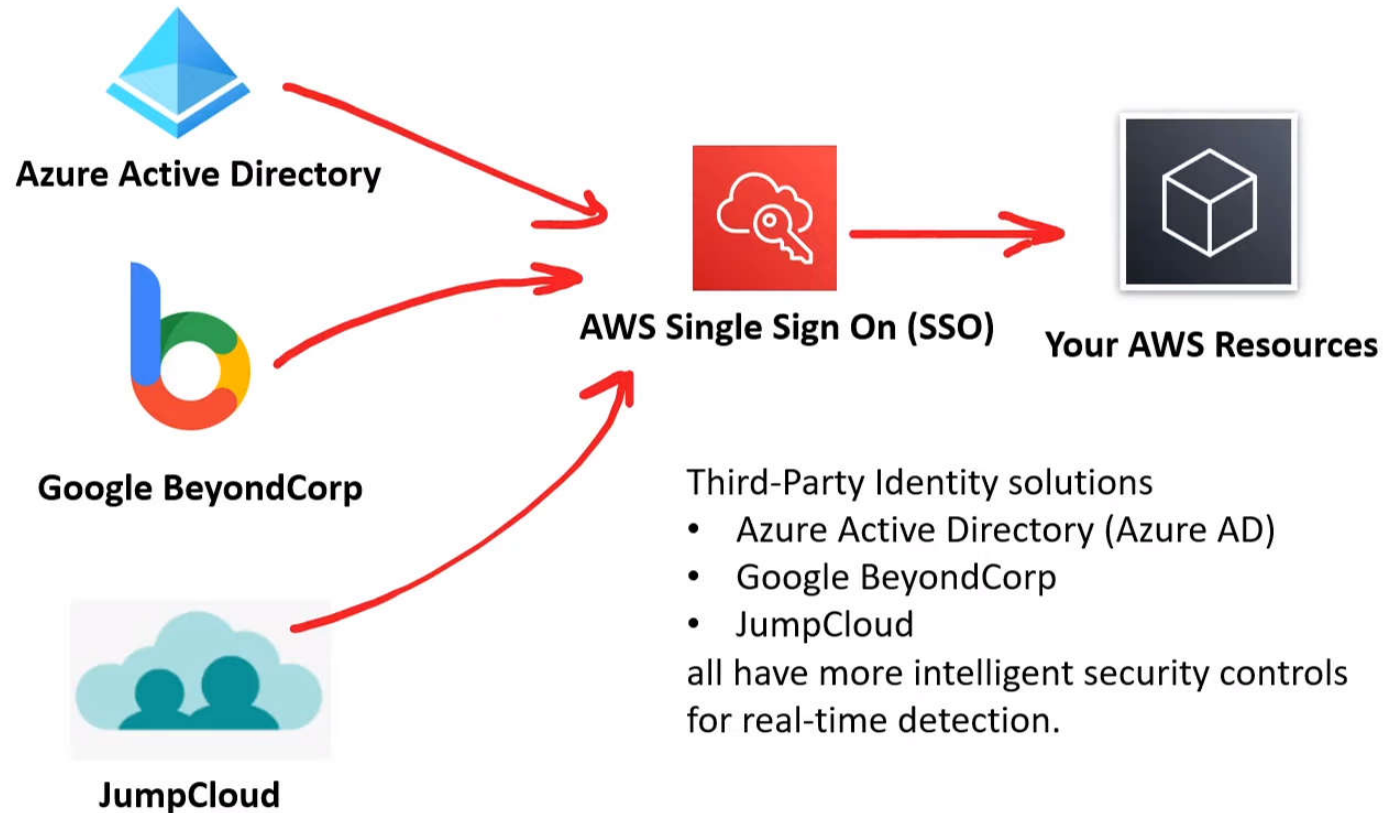 Azure Active Directory
Google BeyondCorp
JumpCloud
AWS Single Sign On (SSO)
Your AWS Resources
Third-Party Identity solutions
• Azure Active Directory (Azure AD)
• Google BeyondCorp
• JumpCloud
all have more intelligent security controls
for real-time detection.